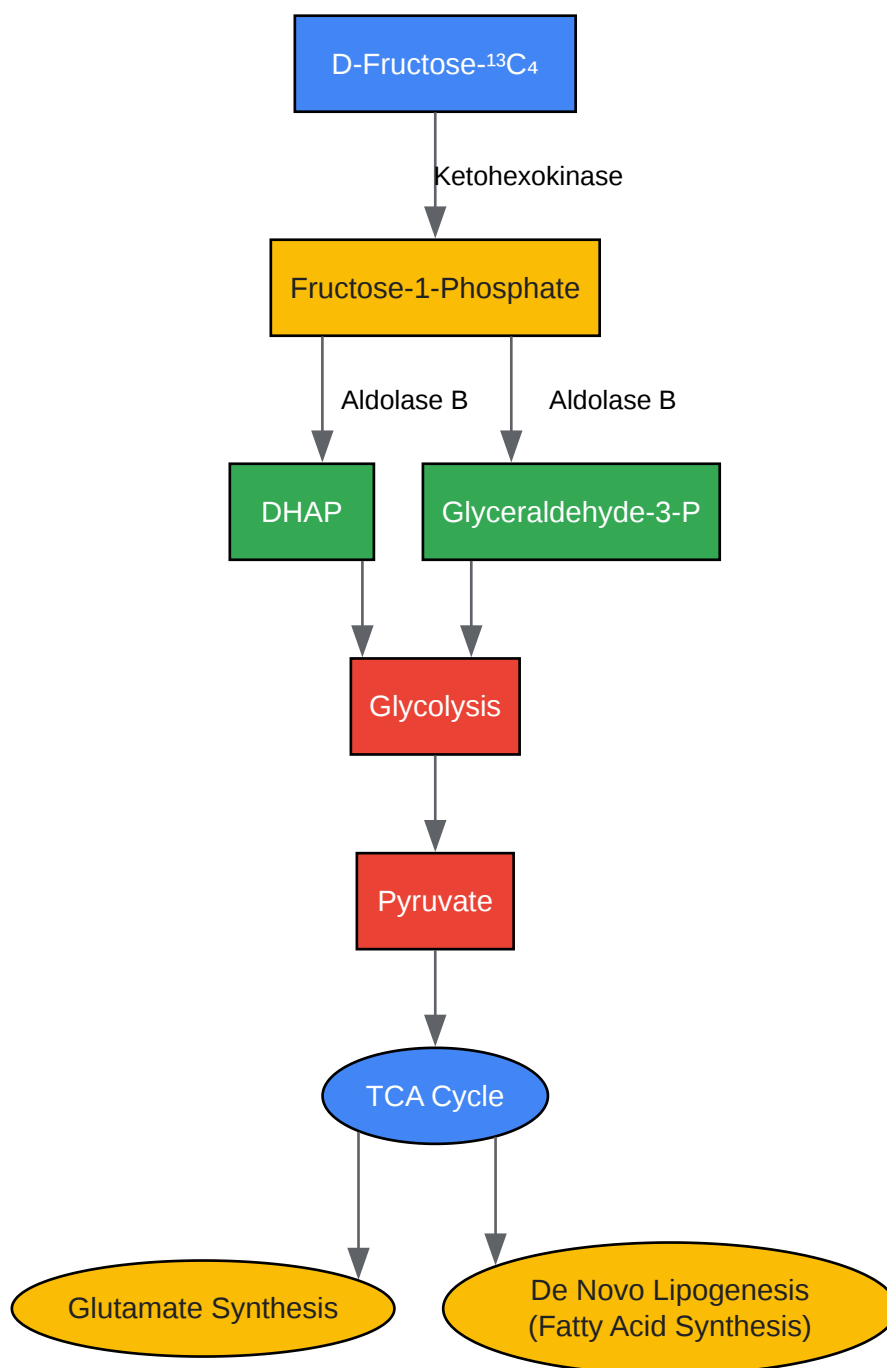 D-Fructose-¹³C₄
Ketohexokinase
Fructose-1-Phosphate
Aldolase B
Aldolase B
DHAP
Glyceraldehyde-3-P
Glycolysis
Pyruvate
TCA Cycle
Glutamate Synthesis
De Novo Lipogenesis
(Fatty Acid Synthesis)